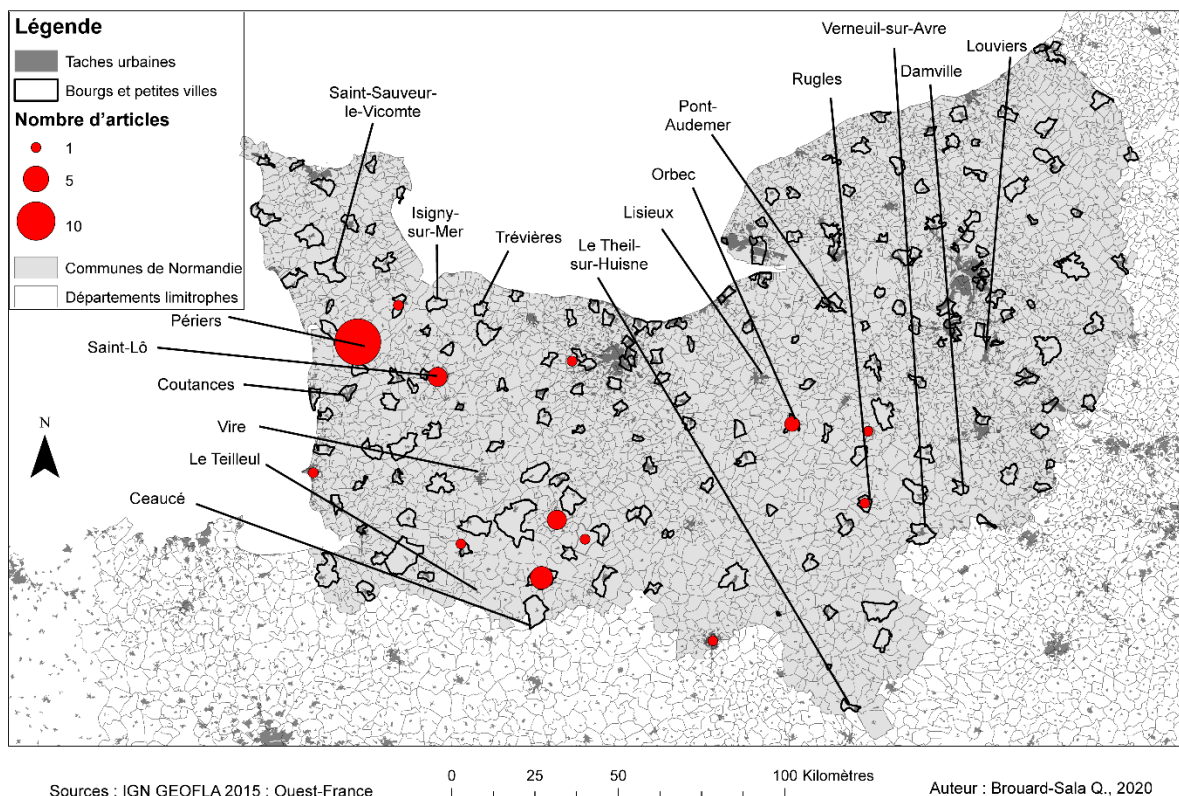 Légende
Taches urbaines
Bourgs et petites villes
Nombre d'articles
1
5
10
Communes de Normandie
Départements limitrophes
Verneuil-sur-Avre
Louviers
Damville
Rugles
Pont-
Audemer
Orbec
Lisieux
Le Theil-
sur-Huisne
Saint-Sauveur-
le-Vicomte
Isigny-
sur-Mer
Trévières
Périers
Saint-Lô
Coutances
Vire
Le Teilleul
Ceaucé
N
Sources : IGN GEOFLA 2015 ; Ouest-France
0 25 50 100 Kilomètres
Auteur : Brouard-Sala Q., 2020